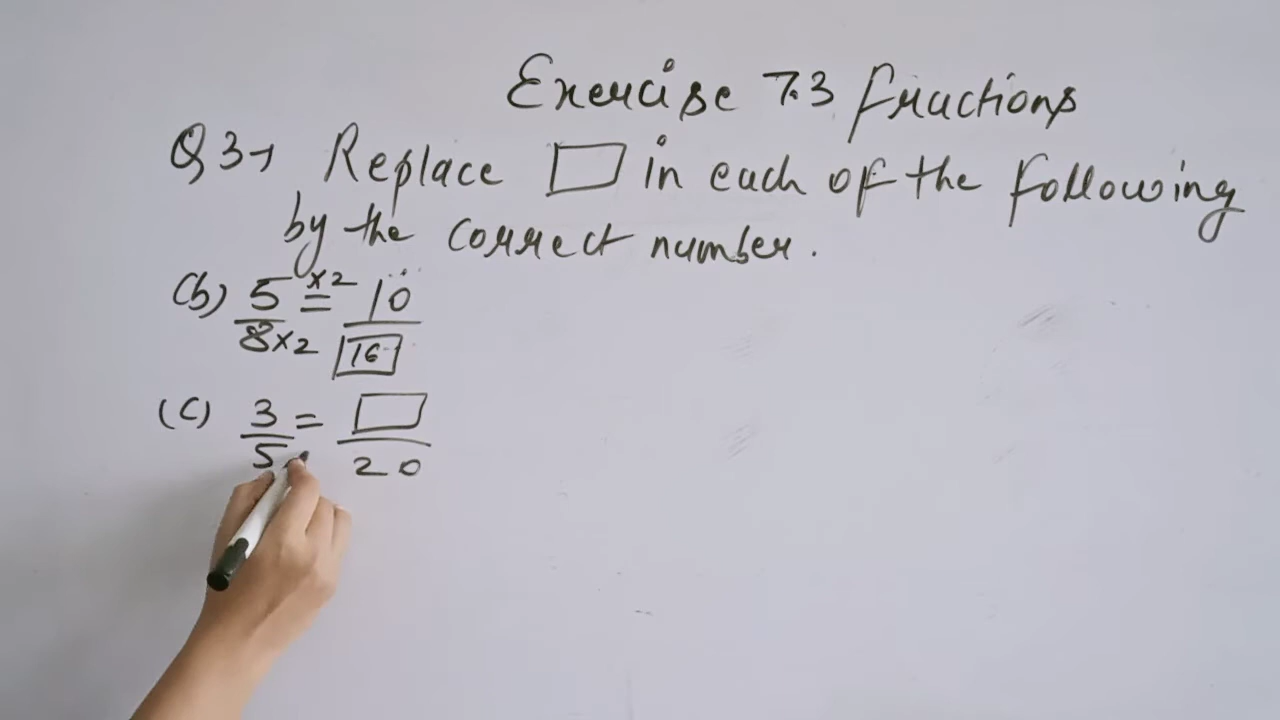 Exercise 7.3 fractions
Q3→ Replace □ in each of the following
by the correct number.
(b) 5/8 ×2/×2 = 10/16
(C) 3/5 = □/20